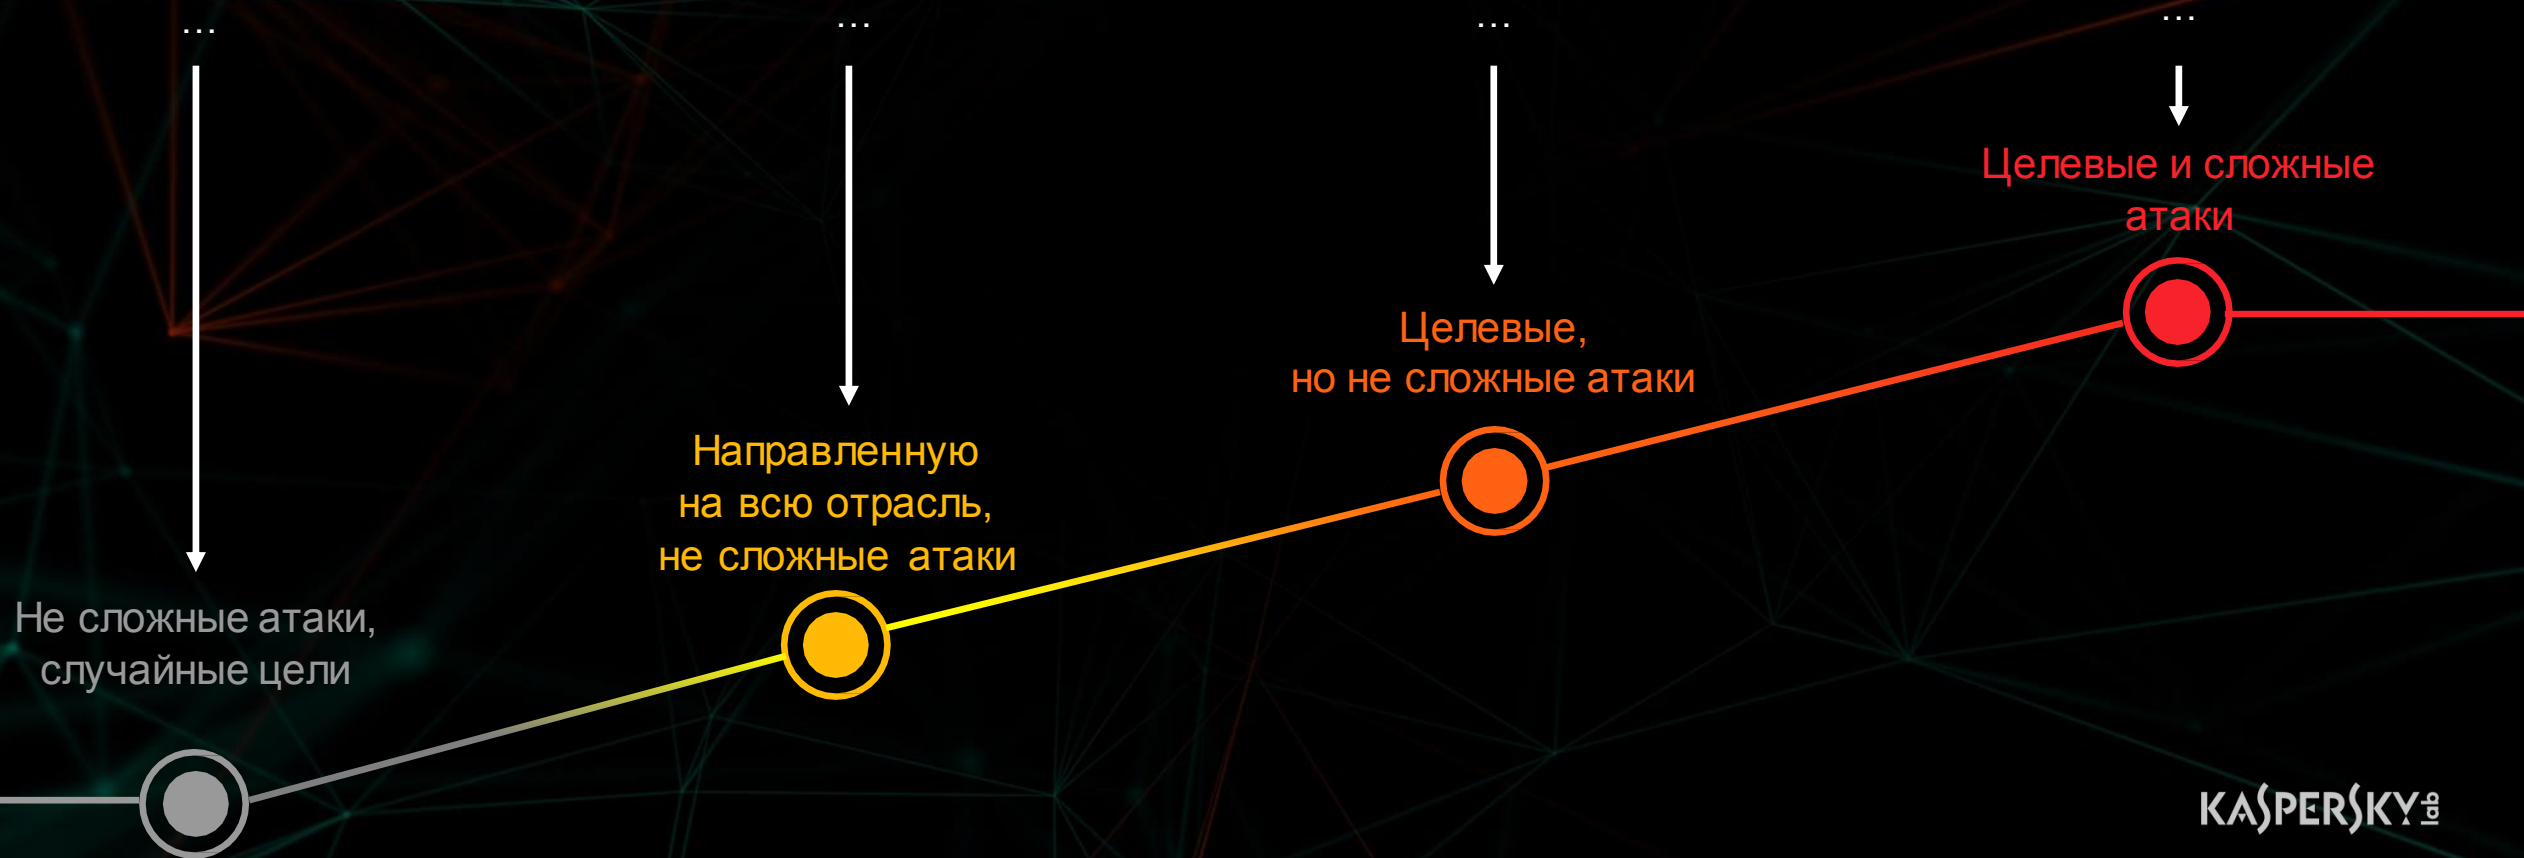 ...
...
...
...
Целевые и сложные
атаки
Целевые,
но не сложные атаки
Направленную
на всю отрасль,
не сложные атаки
Не сложные атаки,
случайные цели
KASPERSKY lab